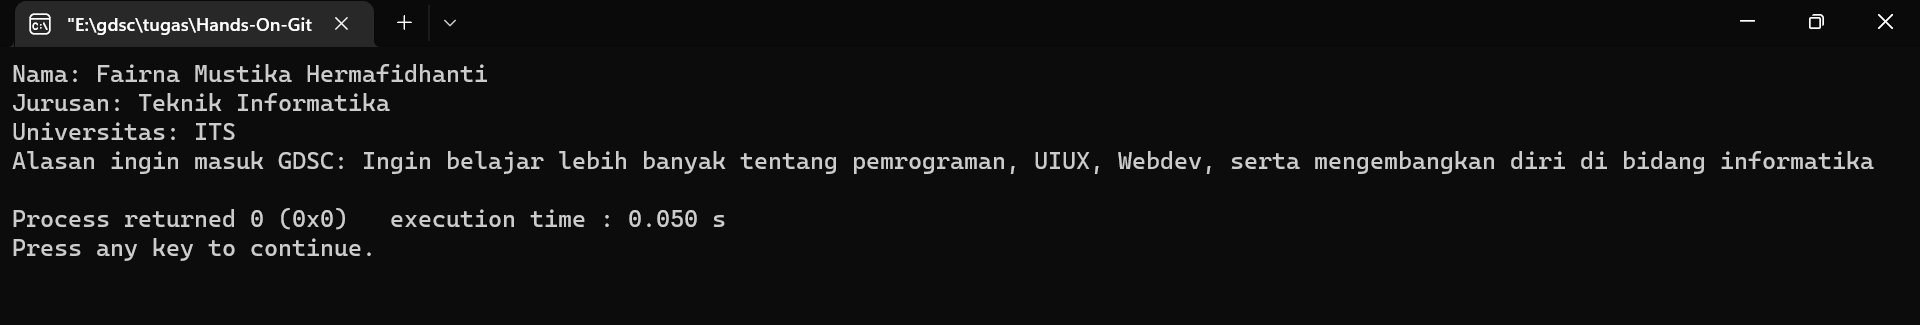 "E:\gdsc\tugas\Hands-On-Git
Nama: Fairna Mustika Hermafidhanti
Jurusan: Teknik Informatika
Universitas: ITS
Alasan ingin masuk GDSC: Ingin belajar lebih banyak tentang pemrograman, UIUX, Webdev, serta mengembangkan diri di bidang informatika
Process returned 0 (0x0)   execution time : 0.050 s
Press any key to continue.